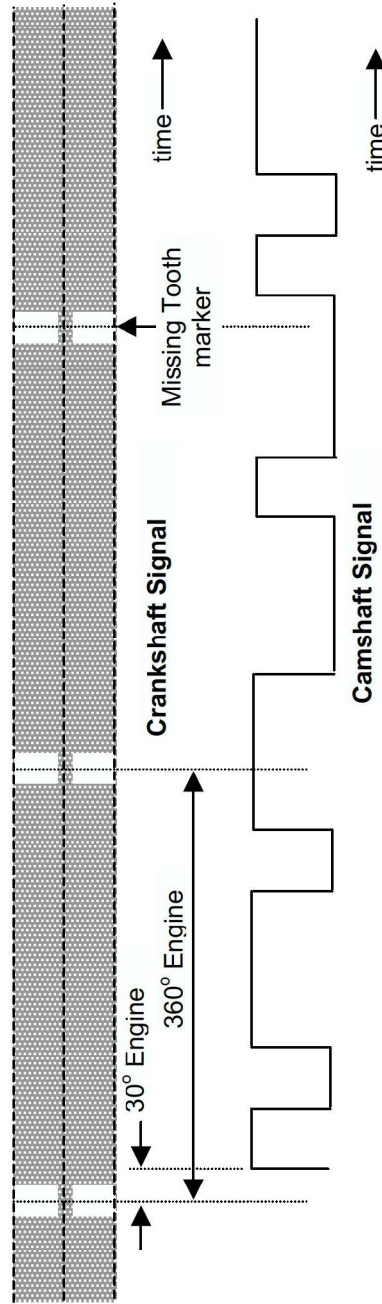 time
Missing Tooth
marker
Crankshaft Signal
360° Engine
30° Engine
time
Camshaft Signal